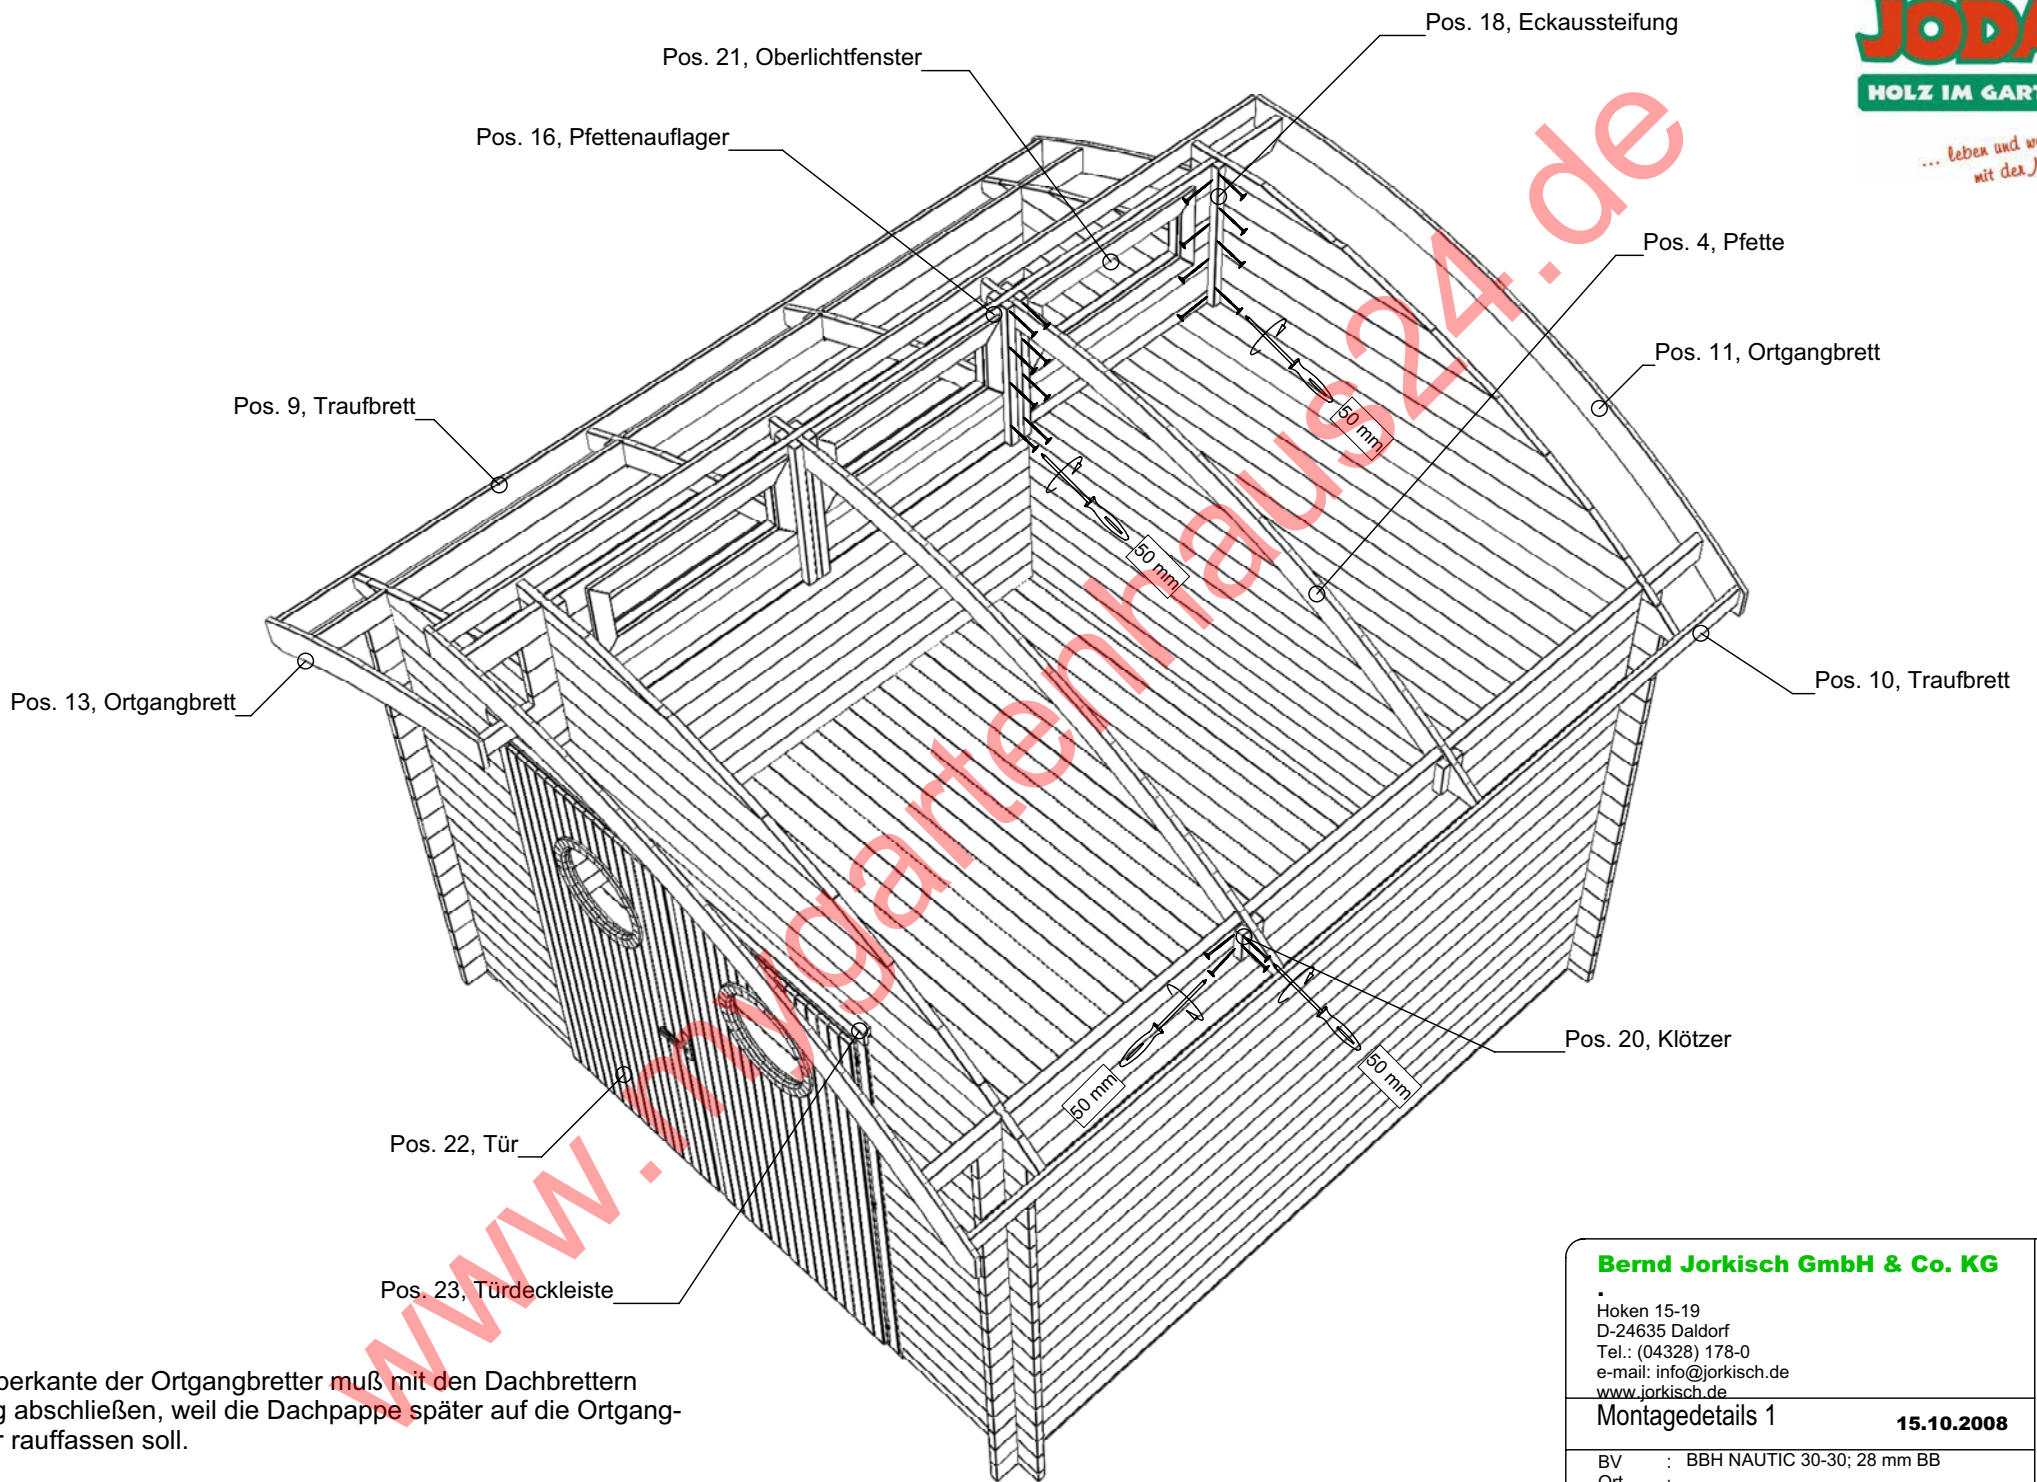 Pos. 18, Eckaussteifung
Pos. 21, Oberlichtfenster
HOLZ IM GART
... leben und w
mit der
Pos. 16, Pfettenauflager
Pos. 4, Pfette
Pos. 11, Ortgangbrett
Pos. 9, Traufbrett
50 mm
50 mm
Pos. 13, Ortgangbrett
Pos. 10, Traufbrett
Pos. 20, Klötzer
50 mm
50 mm
Pos. 22, Tür
Pos. 23, Türdeckleiste
www.mygartenhaus24.de
berkante der Ortgangbretter muß mit den Dachbrettern
g abschließen, weil die Dachpappe später auf die Ortgang-
r rauffassen soll.
Bernd Jorkisch GmbH & Co. KG
.
Hoken 15-19
D-24635 Daldorf
Tel.: (04328) 178-0
e-mail: info@jorkisch.de
www.jorkisch.de
Montagedetails 1 15.10.2008
BV : BBH NAUTIC 30-30; 28 mm BB
Ort :